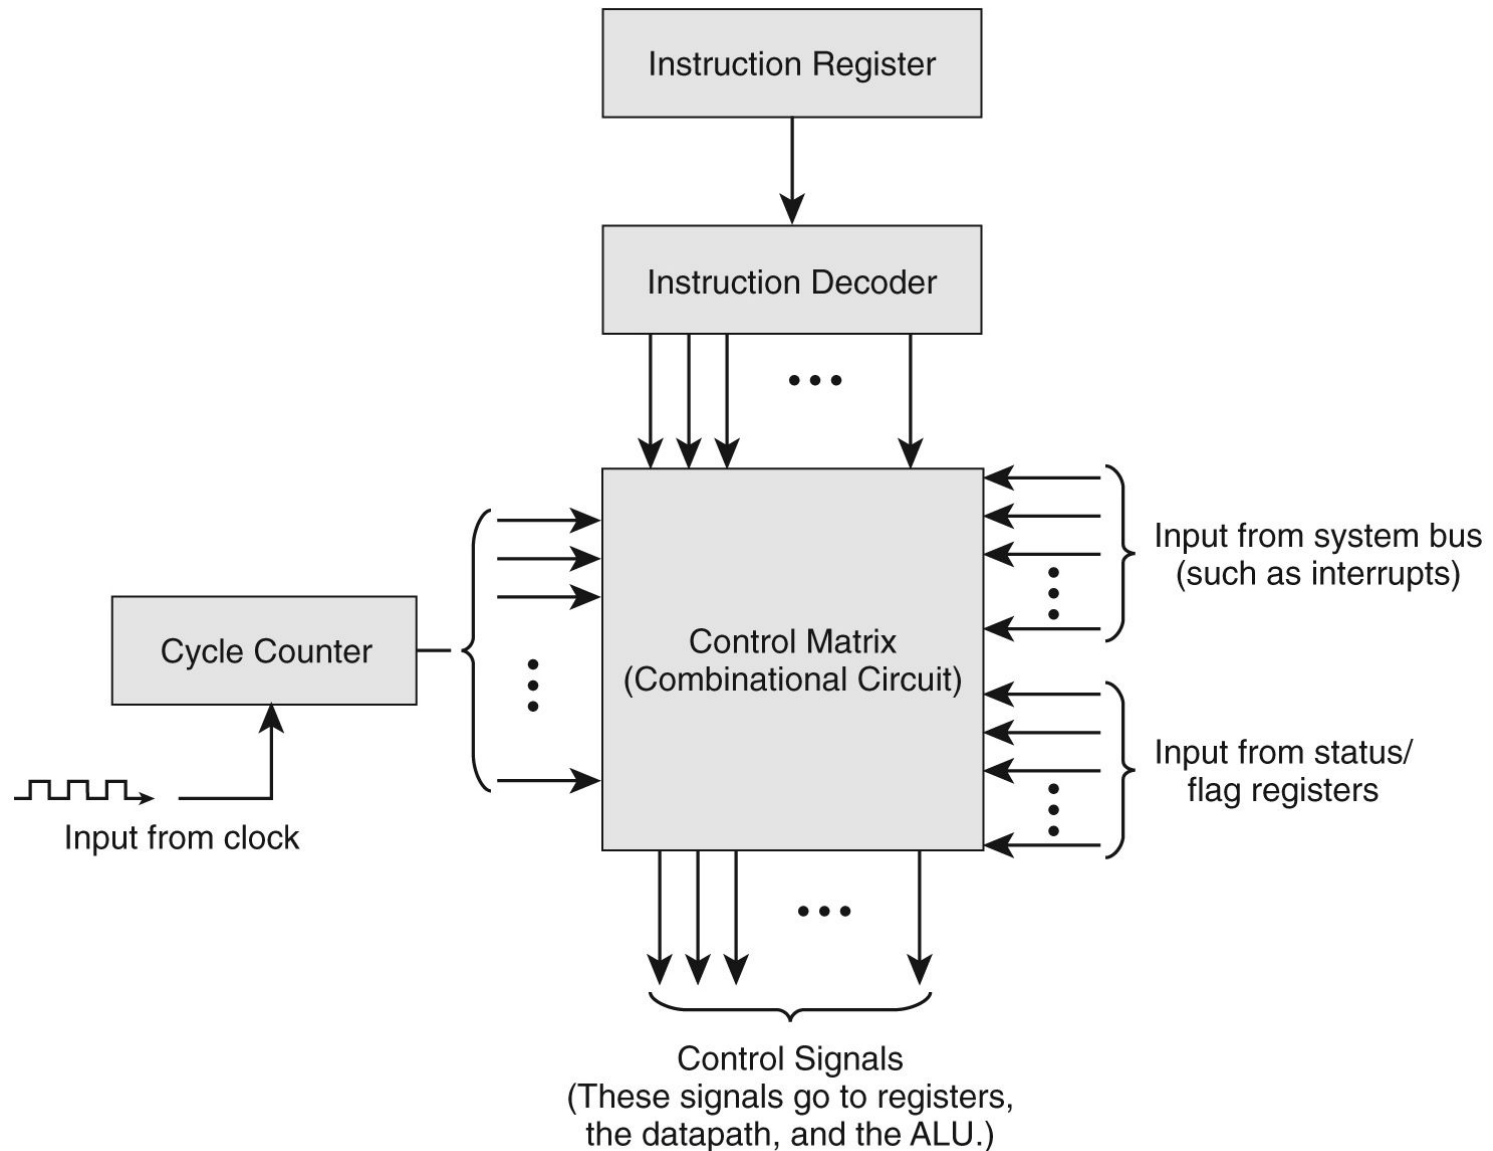 Instruction Register
Instruction Decoder
Input from system bus
(such as interrupts)
Cycle Counter
Control Matrix
(Combinational Circuit)
Input from status/
flag registers
Input from clock
Control Signals
(These signals go to registers,
the datapath, and the ALU.)